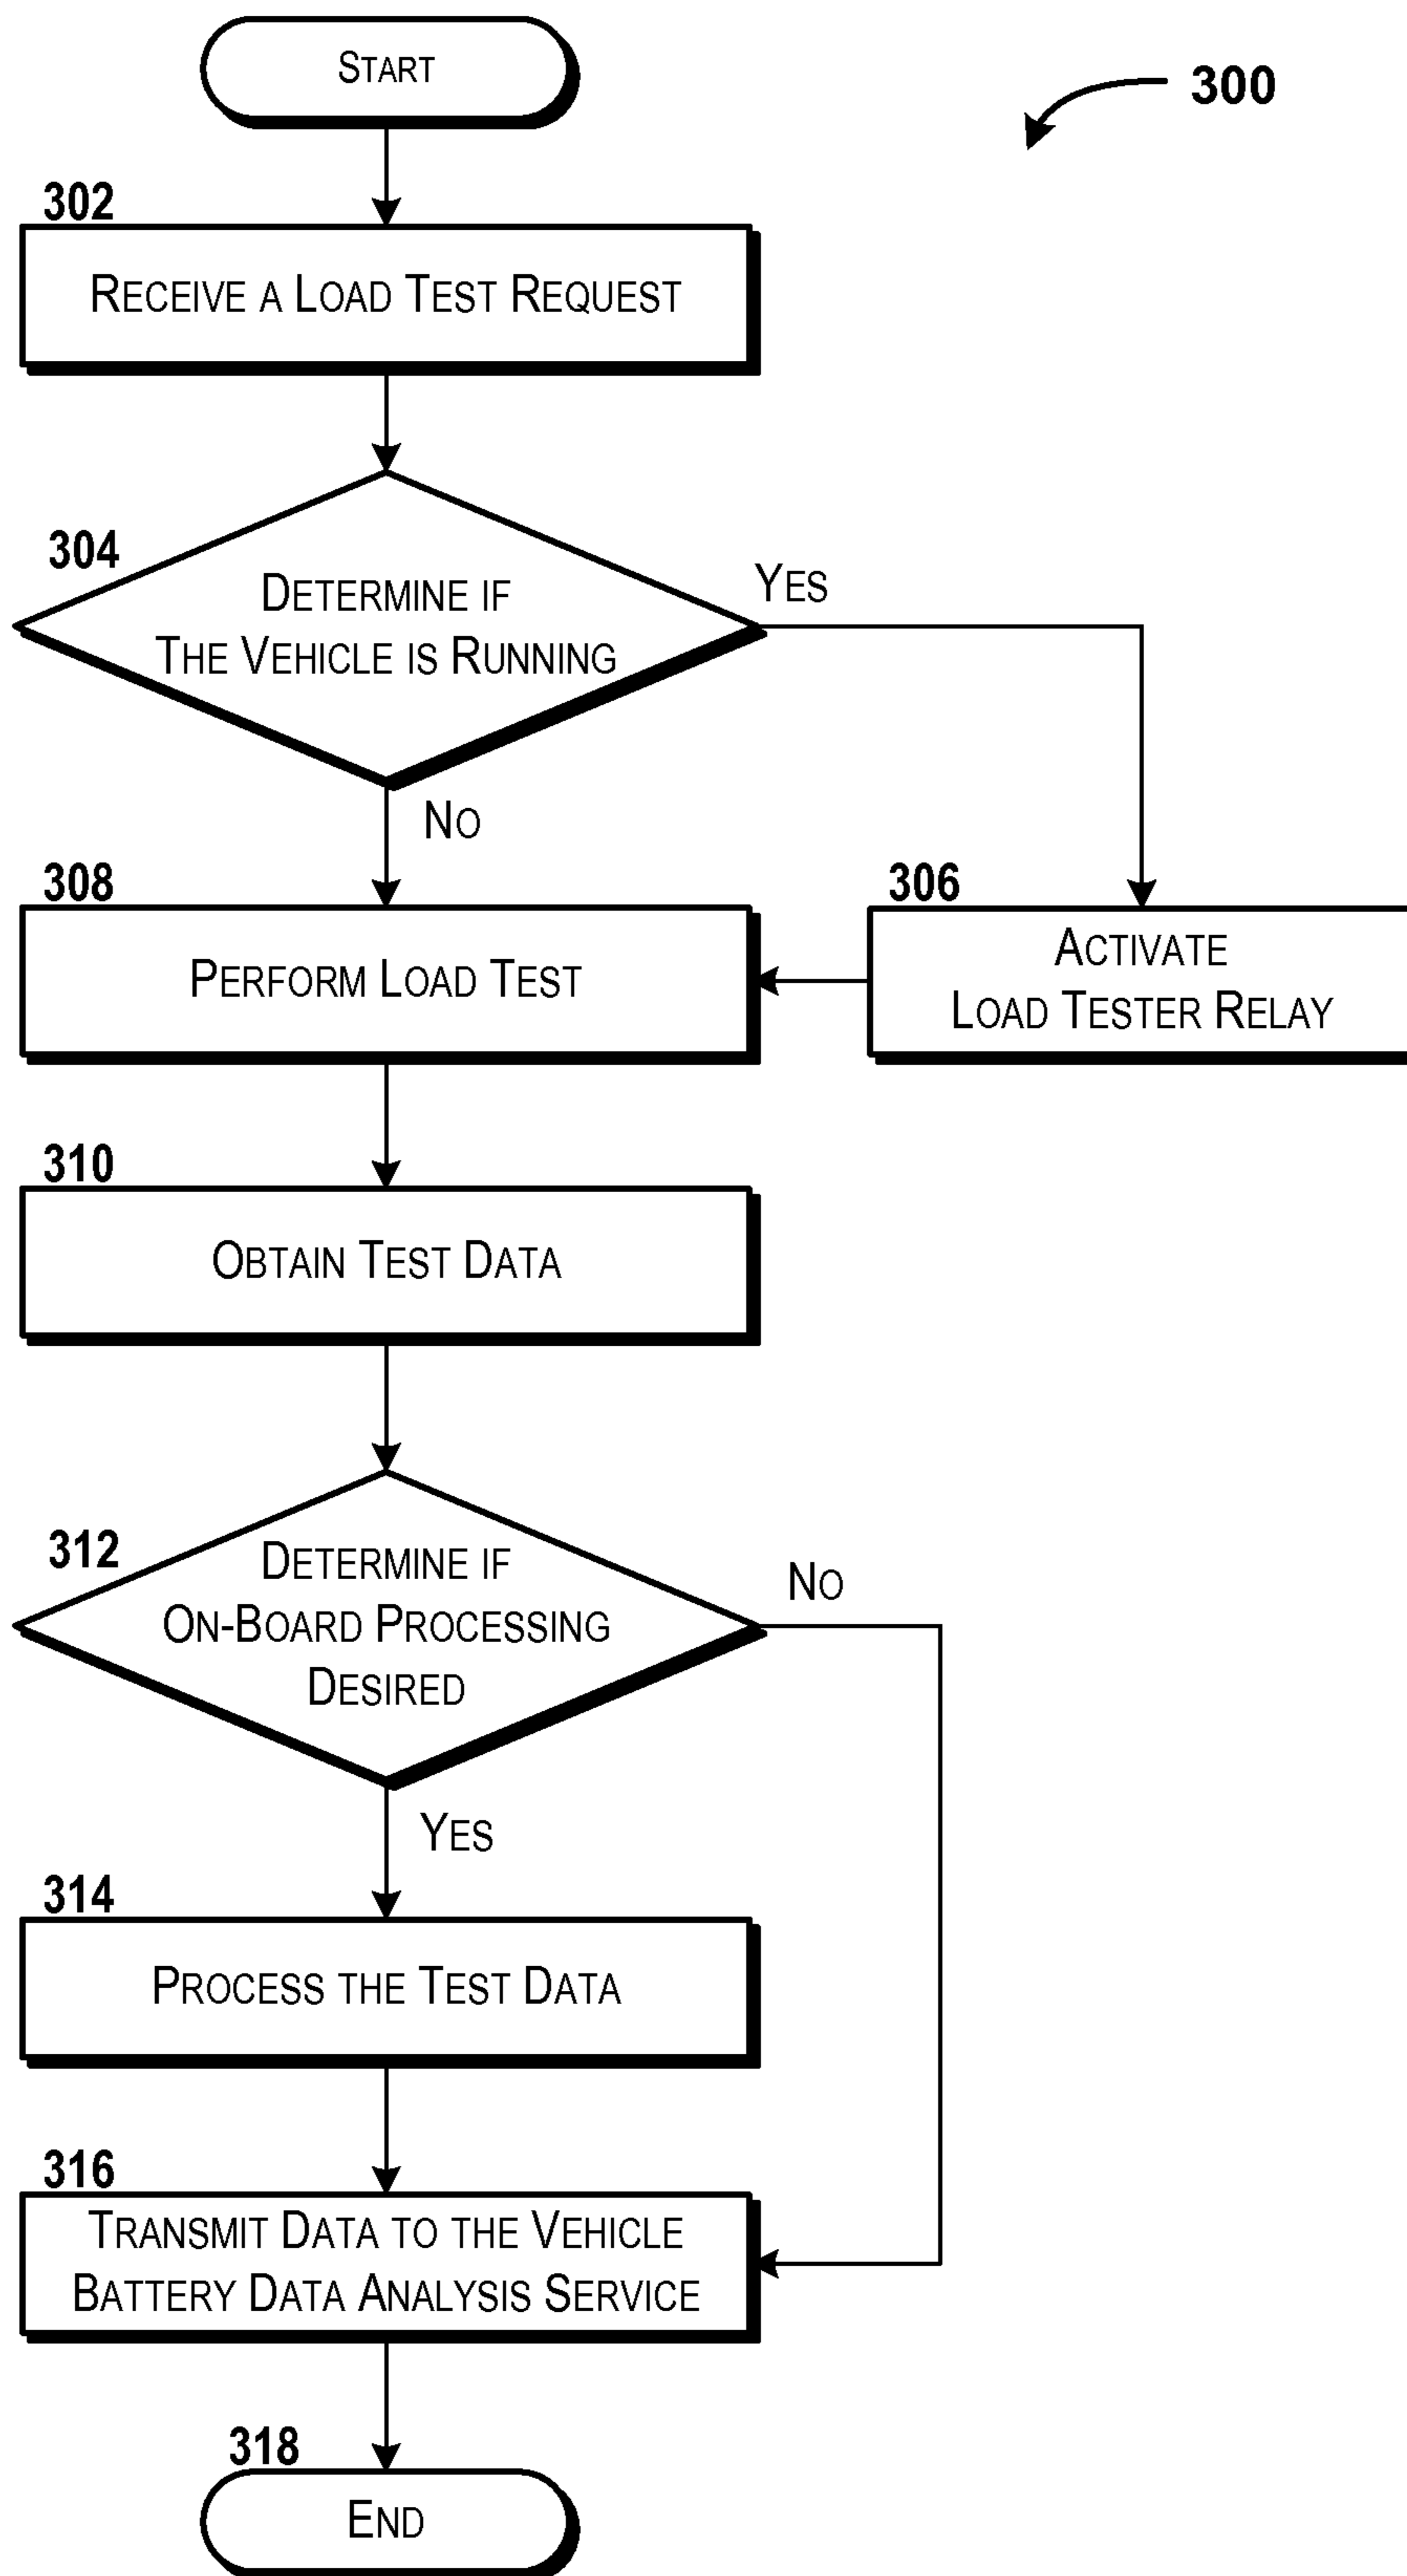 START
300
302
RECEIVE A LOAD TEST REQUEST
304
DETERMINE IF
THE VEHICLE IS RUNNING
YES
NO
308
PERFORM LOAD TEST
306
ACTIVATE
LOAD TESTER RELAY
310
OBTAIN TEST DATA
312
DETERMINE IF
ON-BOARD PROCESSING
DESIRED
NO
YES
314
PROCESS THE TEST DATA
316
TRANSMIT DATA TO THE VEHICLE
BATTERY DATA ANALYSIS SERVICE
318
END